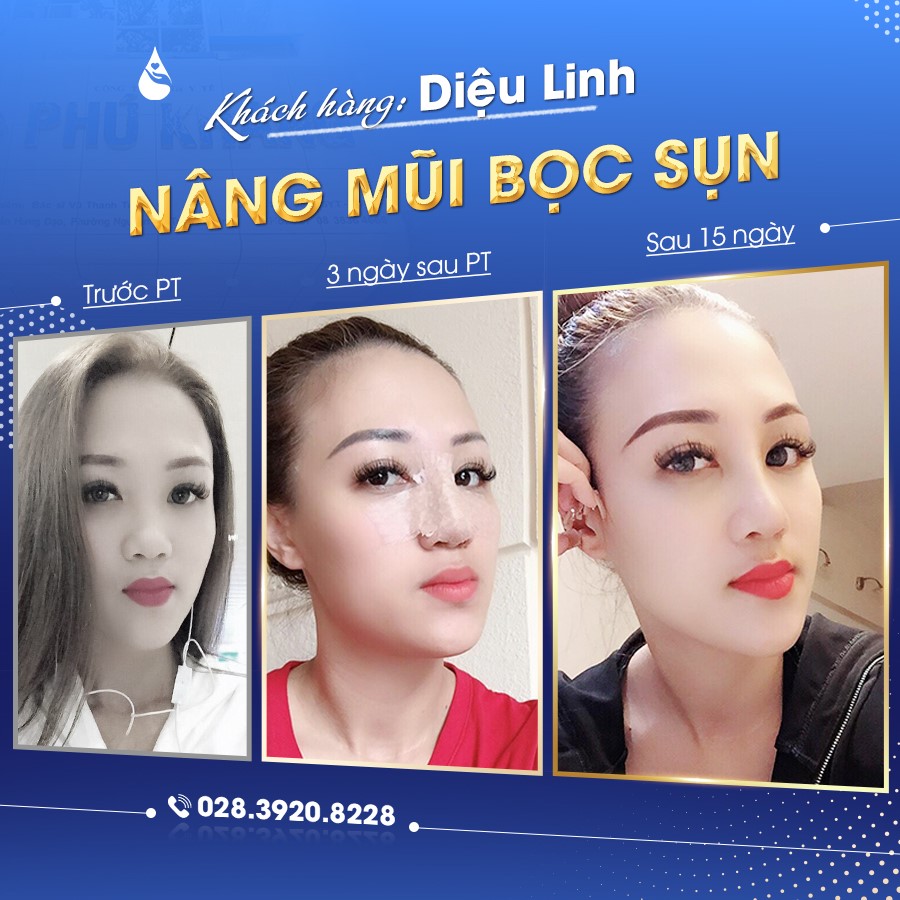 Khách hàng: Diệu Linh
NÂNG MŨI BỌC SỤN
Trước PT
3 ngày sau PT
Sau 15 ngày
028.3920.8228